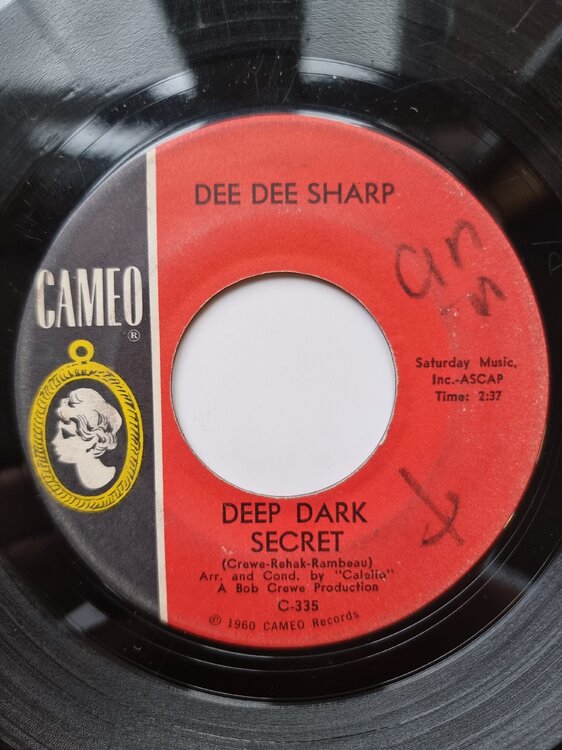 DEE DEE SHARP
CAMEO
®
ann
Saturday Music,
Inc.-ASCAP
Time: 2:37
DEEP DARK
SECRET
(Crewe-Rehak-Rambeau)
Arr. and Cond. by "Calello"
A Bob Crewe Production
C-335
© 1960 CAMEO Records